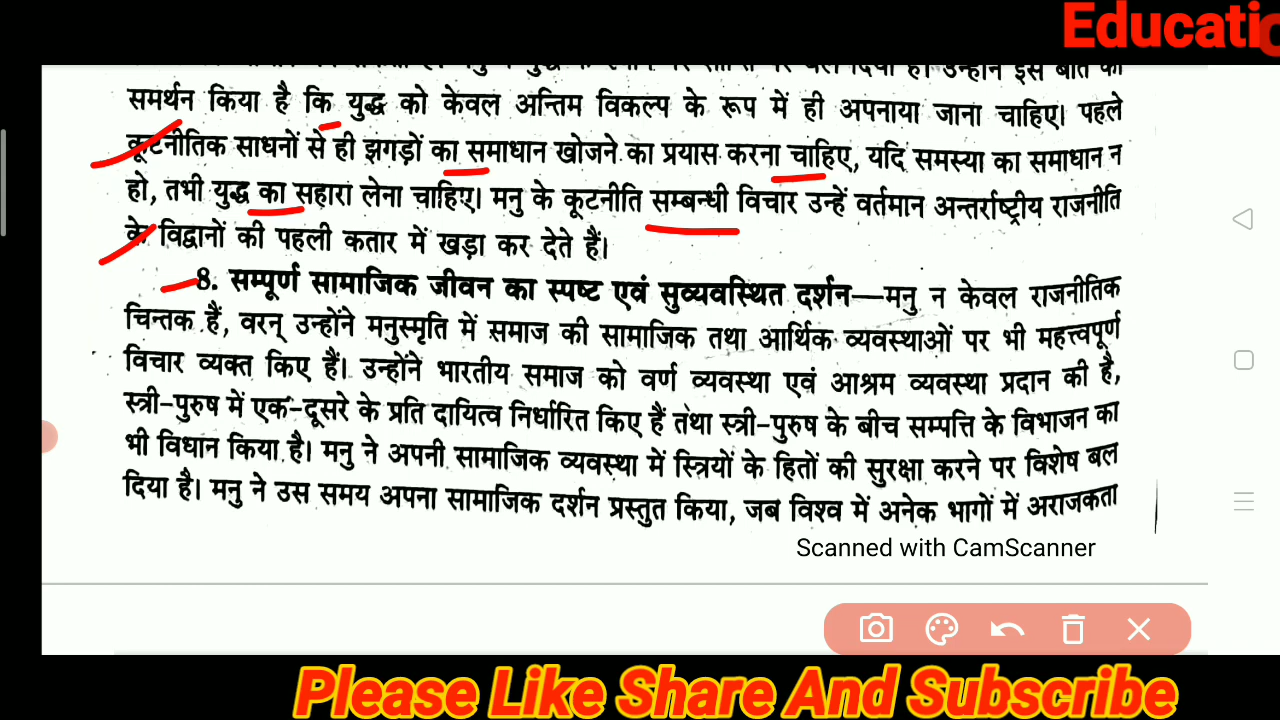 Educatio
समर्थन किया है कि युद्ध को केवल अन्तिम विकल्प के रूप में ही अपनाया जाना चाहिए। पहले
कूटनीतिक साधनों से ही झगड़ों का समाधान खोजने का प्रयास करना चाहिए, यदि समस्या का समाधान न
हो, तभी युद्ध का सहारा लेना चाहिए। मनु के कूटनीति सम्बन्धी विचार उन्हें वर्तमान अन्तर्राष्ट्रीय राजनीति
के विद्वानों की पहली कतार में खड़ा कर देते हैं।
8. सम्पूर्ण सामाजिक जीवन का स्पष्ट एवं सुव्यवस्थित दर्शन—मनु न केवल राजनीतिक
चिन्तक हैं, वरन् उन्होंने मनुस्मृति में समाज की सामाजिक तथा आर्थिक व्यवस्थाओं पर भी महत्त्वपूर्ण
विचार व्यक्त किए हैं। उन्होंने भारतीय समाज को वर्ण व्यवस्था एवं आश्रम व्यवस्था प्रदान की है,
स्त्री-पुरुष में एक-दूसरे के प्रति दायित्व निर्धारित किए हैं तथा स्त्री-पुरुष के बीच सम्पत्ति के विभाजन का
भी विधान किया है। मनु ने अपनी सामाजिक व्यवस्था में स्त्रियों के हितों की सुरक्षा करने पर विशेष बल
दिया है। मनु ने उस समय अपना सामाजिक दर्शन प्रस्तुत किया, जब विश्व में अनेक भागों में अराजकता
Scanned with CamScanner
Please Like Share And Subscribe